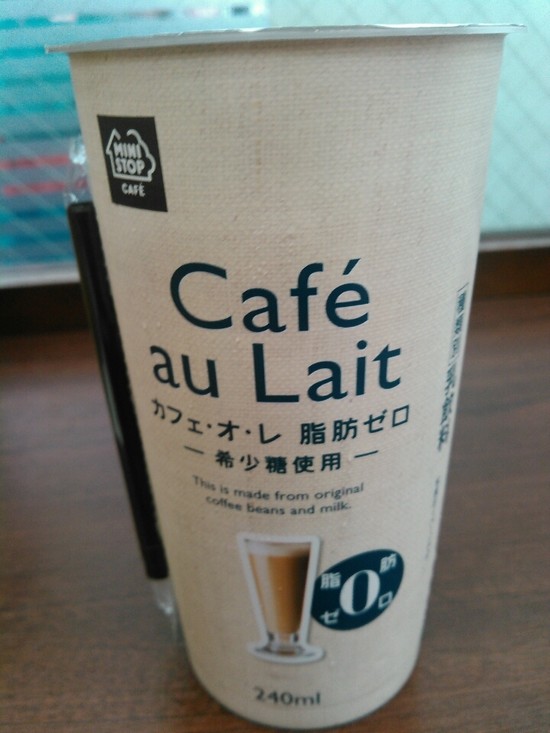 MINI
STOP
CAFÉ
Café
au Lait
カフェ・オ・レ 脂肪ゼロ
希少糖使用
This is made from original
coffee beans and milk.
脂肪
0
ゼロ
240ml